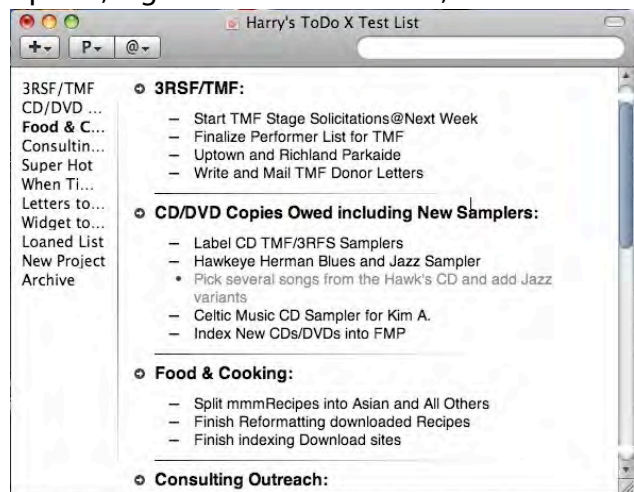 Harry's ToDo X Test List
+ P @
3RSF/TMF
CD/DVD ...
Food & C...
Consultin...
Super Hot
When Ti...
Letters to...
Widget to...
Loaned List
New Project
Archive
3RSF/TMF:
– Start TMF Stage Solicitations@Next Week
– Finalize Performer List for TMF
– Uptown and Richland Parkaide
– Write and Mail TMF Donor Letters
CD/DVD Copies Owed including New Samplers:
– Label CD TMF/3RFS Samplers
– Hawkeye Herman Blues and Jazz Sampler
• Pick several songs from the Hawk's CD and add Jazz
variants
– Celtic Music CD Sampler for Kim A.
– Index New CDs/DVDs into FMP
Food & Cooking:
– Split mmmRecipes into Asian and All Others
– Finish Reformatting downloaded Recipes
– Finish indexing Download sites
Consulting Outreach: